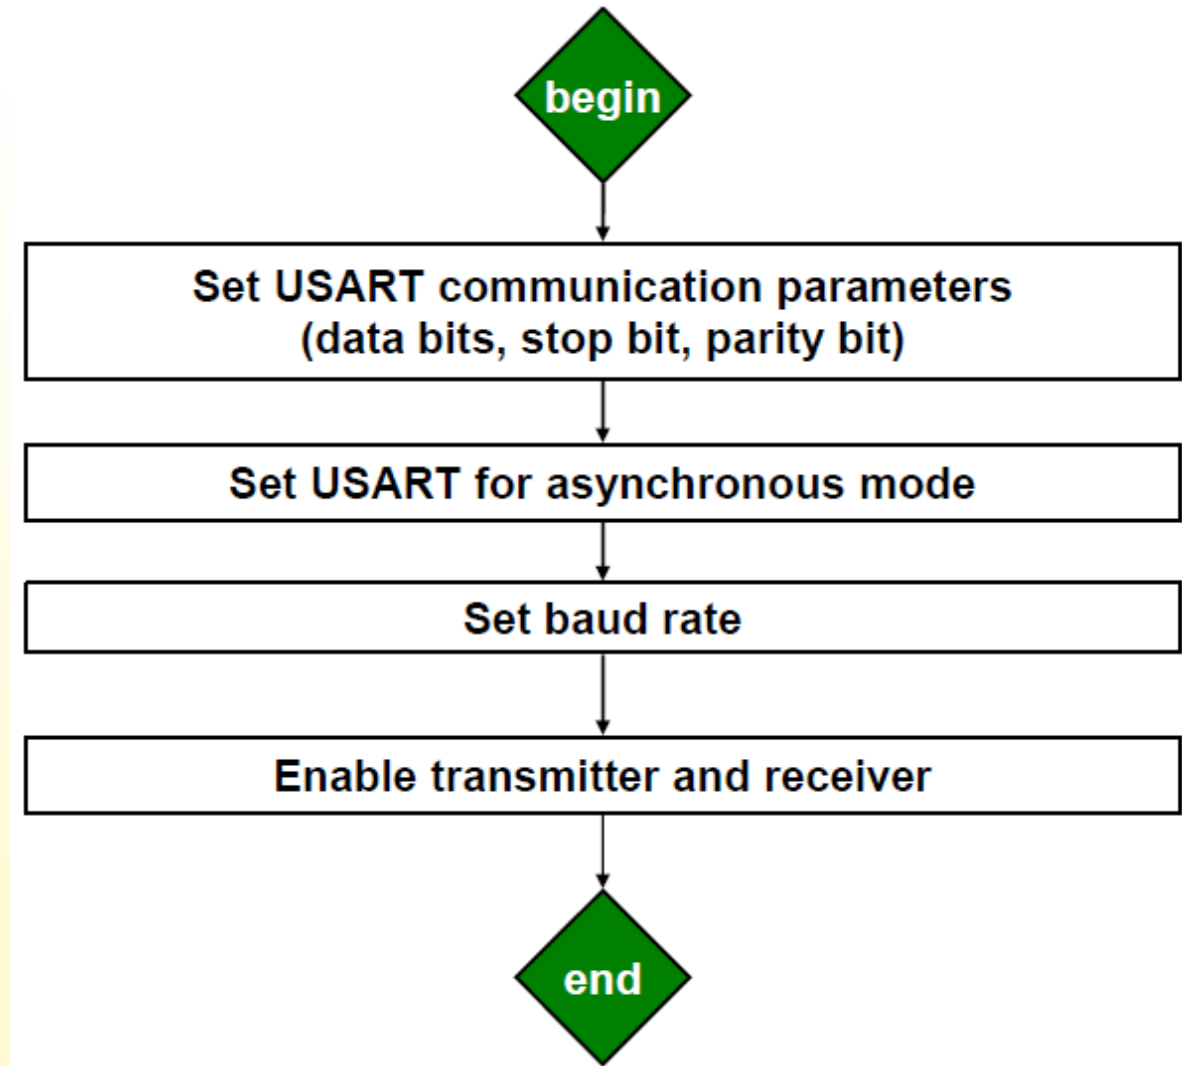 begin
Set USART communication parameters
(data bits, stop bit, parity bit)
Set USART for asynchronous mode
Set baud rate
Enable transmitter and receiver
end